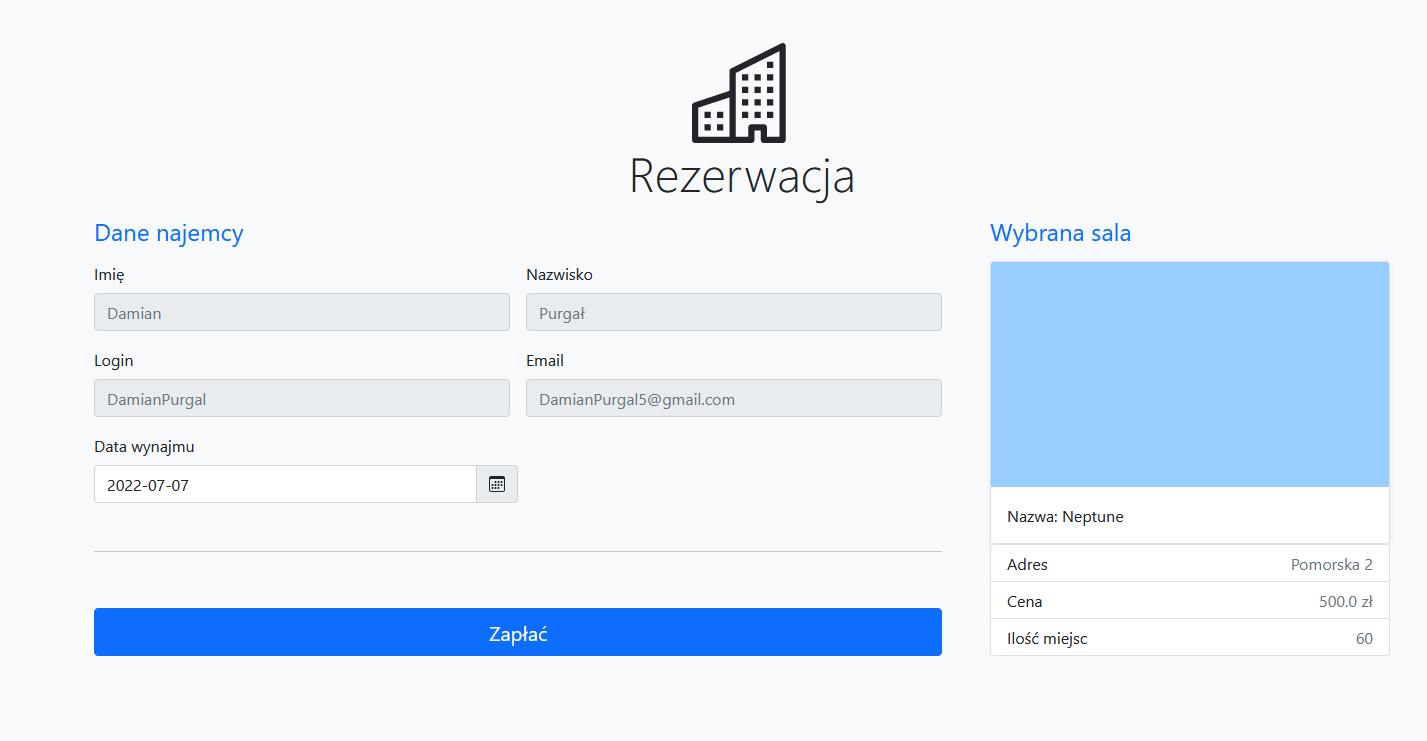 Rezerwacja
Dane najemcy
Imię
Nazwisko
Damian
Purgał
Login
Email
DamianPurgal
DamianPurgal5@gmail.com
Data wynajmu
2022-07-07
Zapłać
Wybrana sala
Nazwa: Neptune
Adres Pomorska 2
Cena 500.0 zł
Ilość miejsc 60